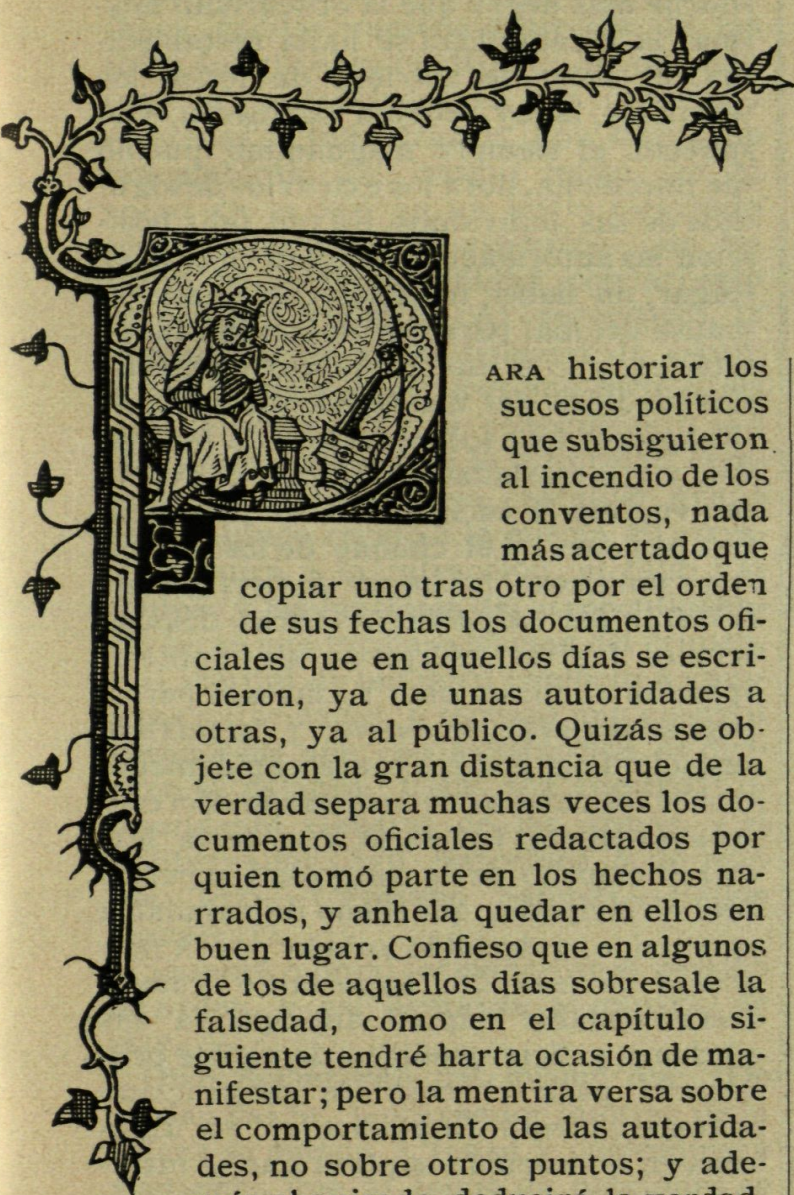 PARA historiar los
sucesos políticos
que subsiguieron
al incendio de los
conventos, nada
más acertado que
copiar uno tras otro por el orden
de sus fechas los documentos ofi-
ciales que en aquellos días se escri-
bieron, ya de unas autoridades a
otras, ya al público. Quizás se ob-
jete con la gran distancia que de la
verdad separa muchas veces los do-
cumentos oficiales redactados por
quien tomó parte en los hechos na-
rrados, y anhela quedar en ellos en
buen lugar. Confieso que en algunos
de los de aquellos días sobresale la
falsedad, como en el capítulo si-
guiente tendré harta ocasión de ma-
nifestar; pero la mentira versa sobre
el comportamiento de las autorida-
des, no sobre otros puntos; y ade-